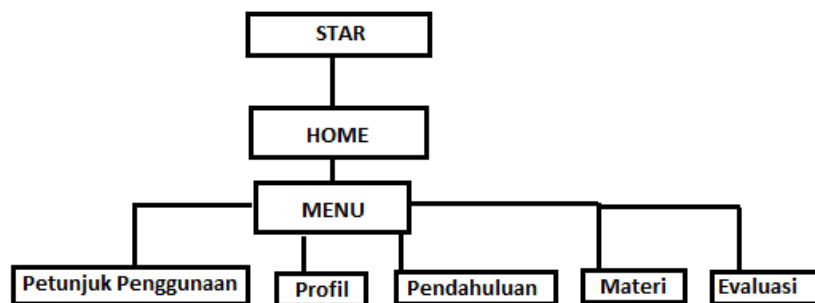 STAR
HOME
MENU
Petunjuk Penggunaan
Profil
Pendahuluan
Materi
Evaluasi